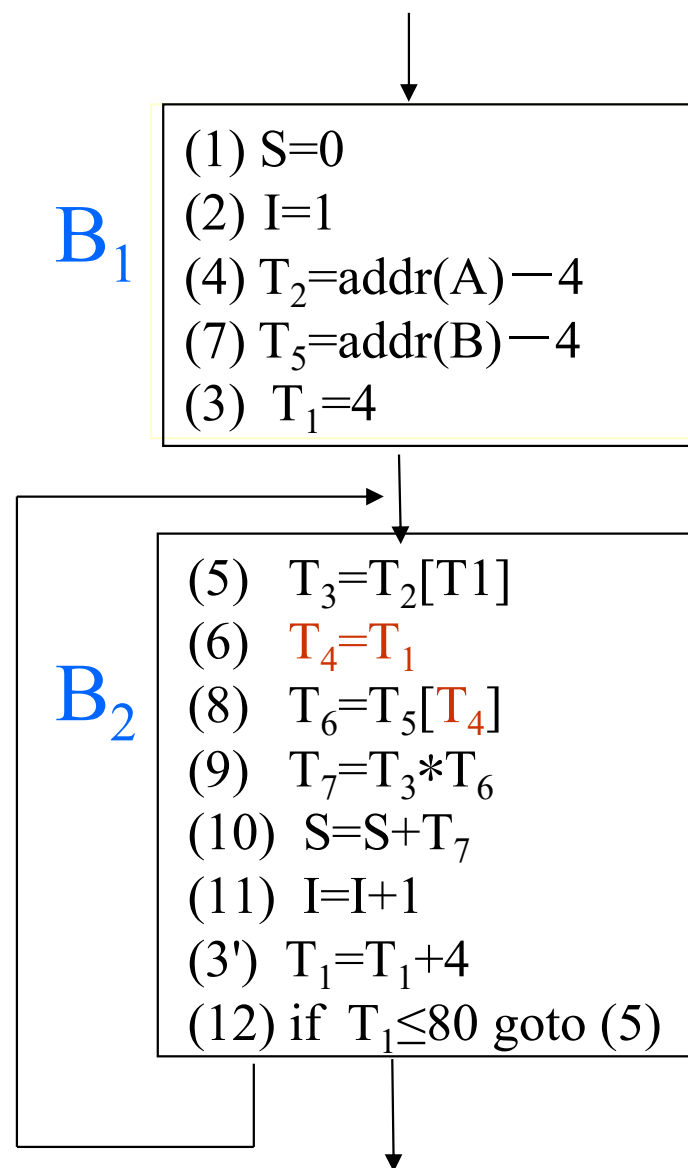 B₁
(1) S=0
(2) I=1
(4) T₂=addr(A)－4
(7) T₅=addr(B)－4
(3) T₁=4
B₂
(5) T₃=T₂[T1]
(6) T₄=T₁
(8) T₆=T₅[T₄]
(9) T₇=T₃*T₆
(10) S=S+T₇
(11) I=I+1
(3') T₁=T₁+4
(12) if T₁≤80 goto (5)